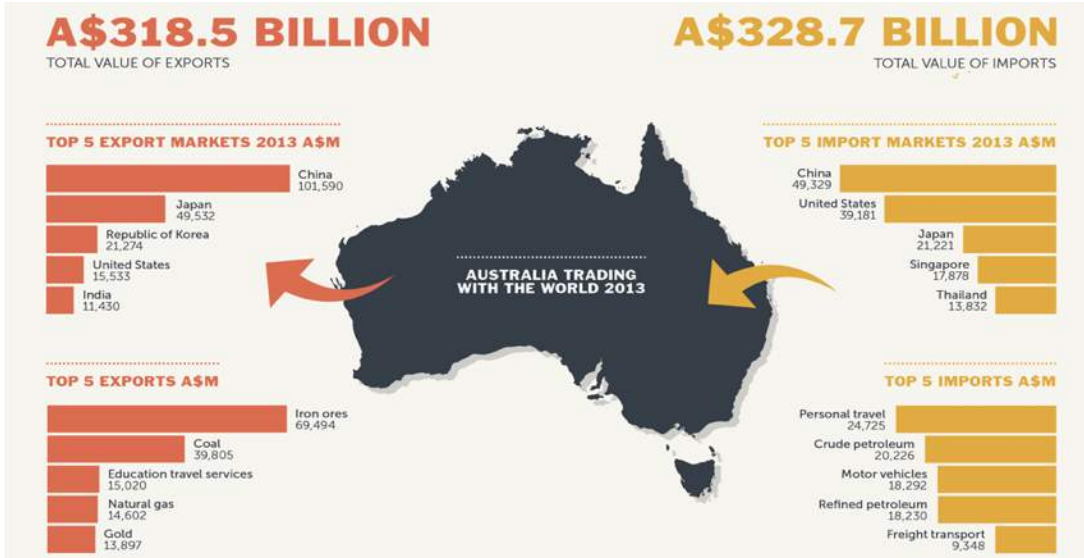 A$318.5 BILLION
TOTAL VALUE OF EXPORTS
A$328.7 BILLION
TOTAL VALUE OF IMPORTS
TOP 5 EXPORT MARKETS 2013 A$M
China
101,590
Japan
49,532
Republic of Korea
21,274
United States
15,533
India
11,430
AUSTRALIA TRADING
WITH THE WORLD 2013
TOP 5 IMPORT MARKETS 2013 A$M
China
49,329
United States
39,181
Japan
21,221
Singapore
17,878
Thailand
13,832
TOP 5 EXPORTS A$M
Iron ores
69,494
Coal
39,805
Education travel services
15,020
Natural gas
14,602
Gold
13,897
TOP 5 IMPORTS A$M
Personal travel
24,725
Crude petroleum
20,226
Motor vehicles
18,292
Refined petroleum
18,230
Freight transport
9,348